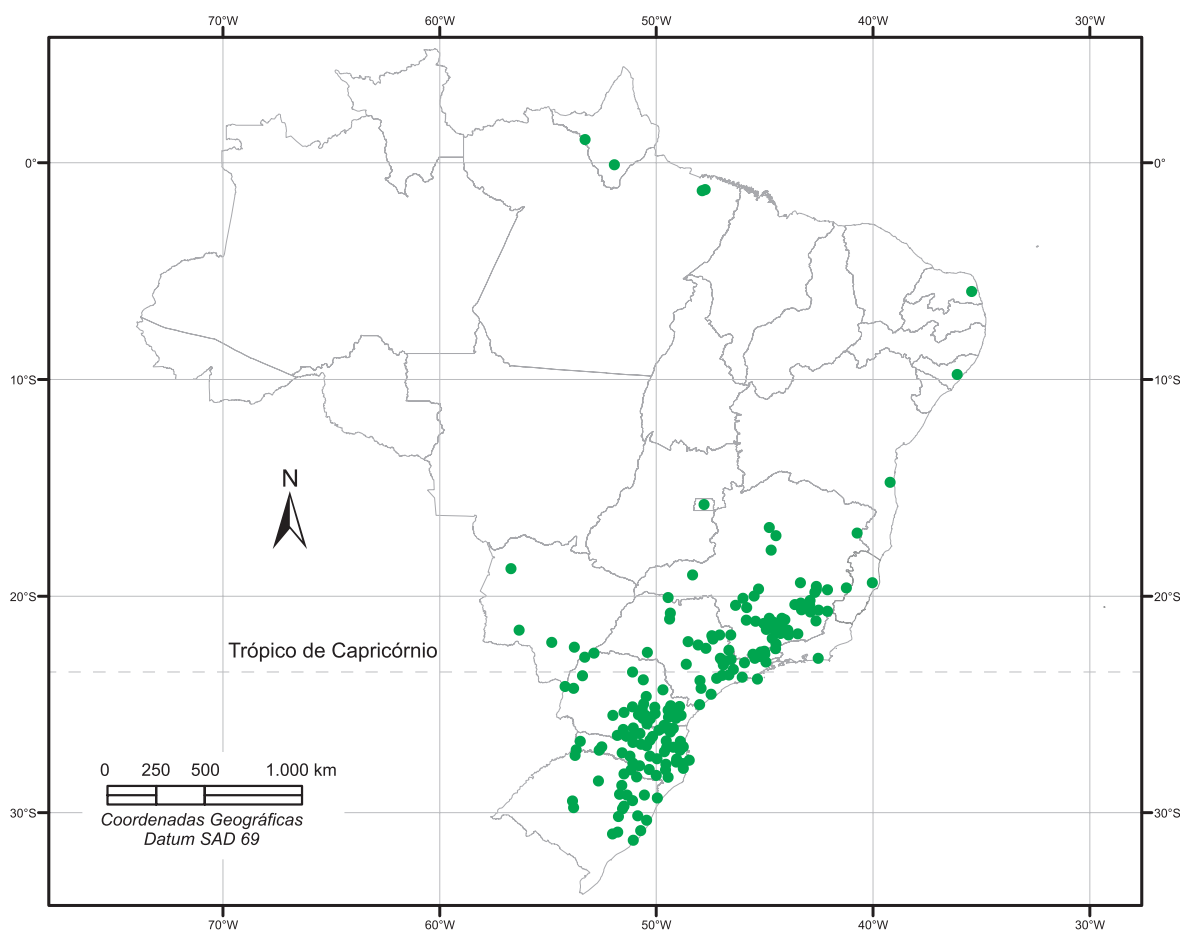 70°W 60°W 50°W 40°W 30°W
0° 0°
10°S 10°S
N
20°S 20°S
Trópico de Capricórnio
0 250 500 1.000 km
30°S 30°S
Coordenadas Geográficas
Datum SAD 69
70°W 60°W 50°W 40°W 30°W